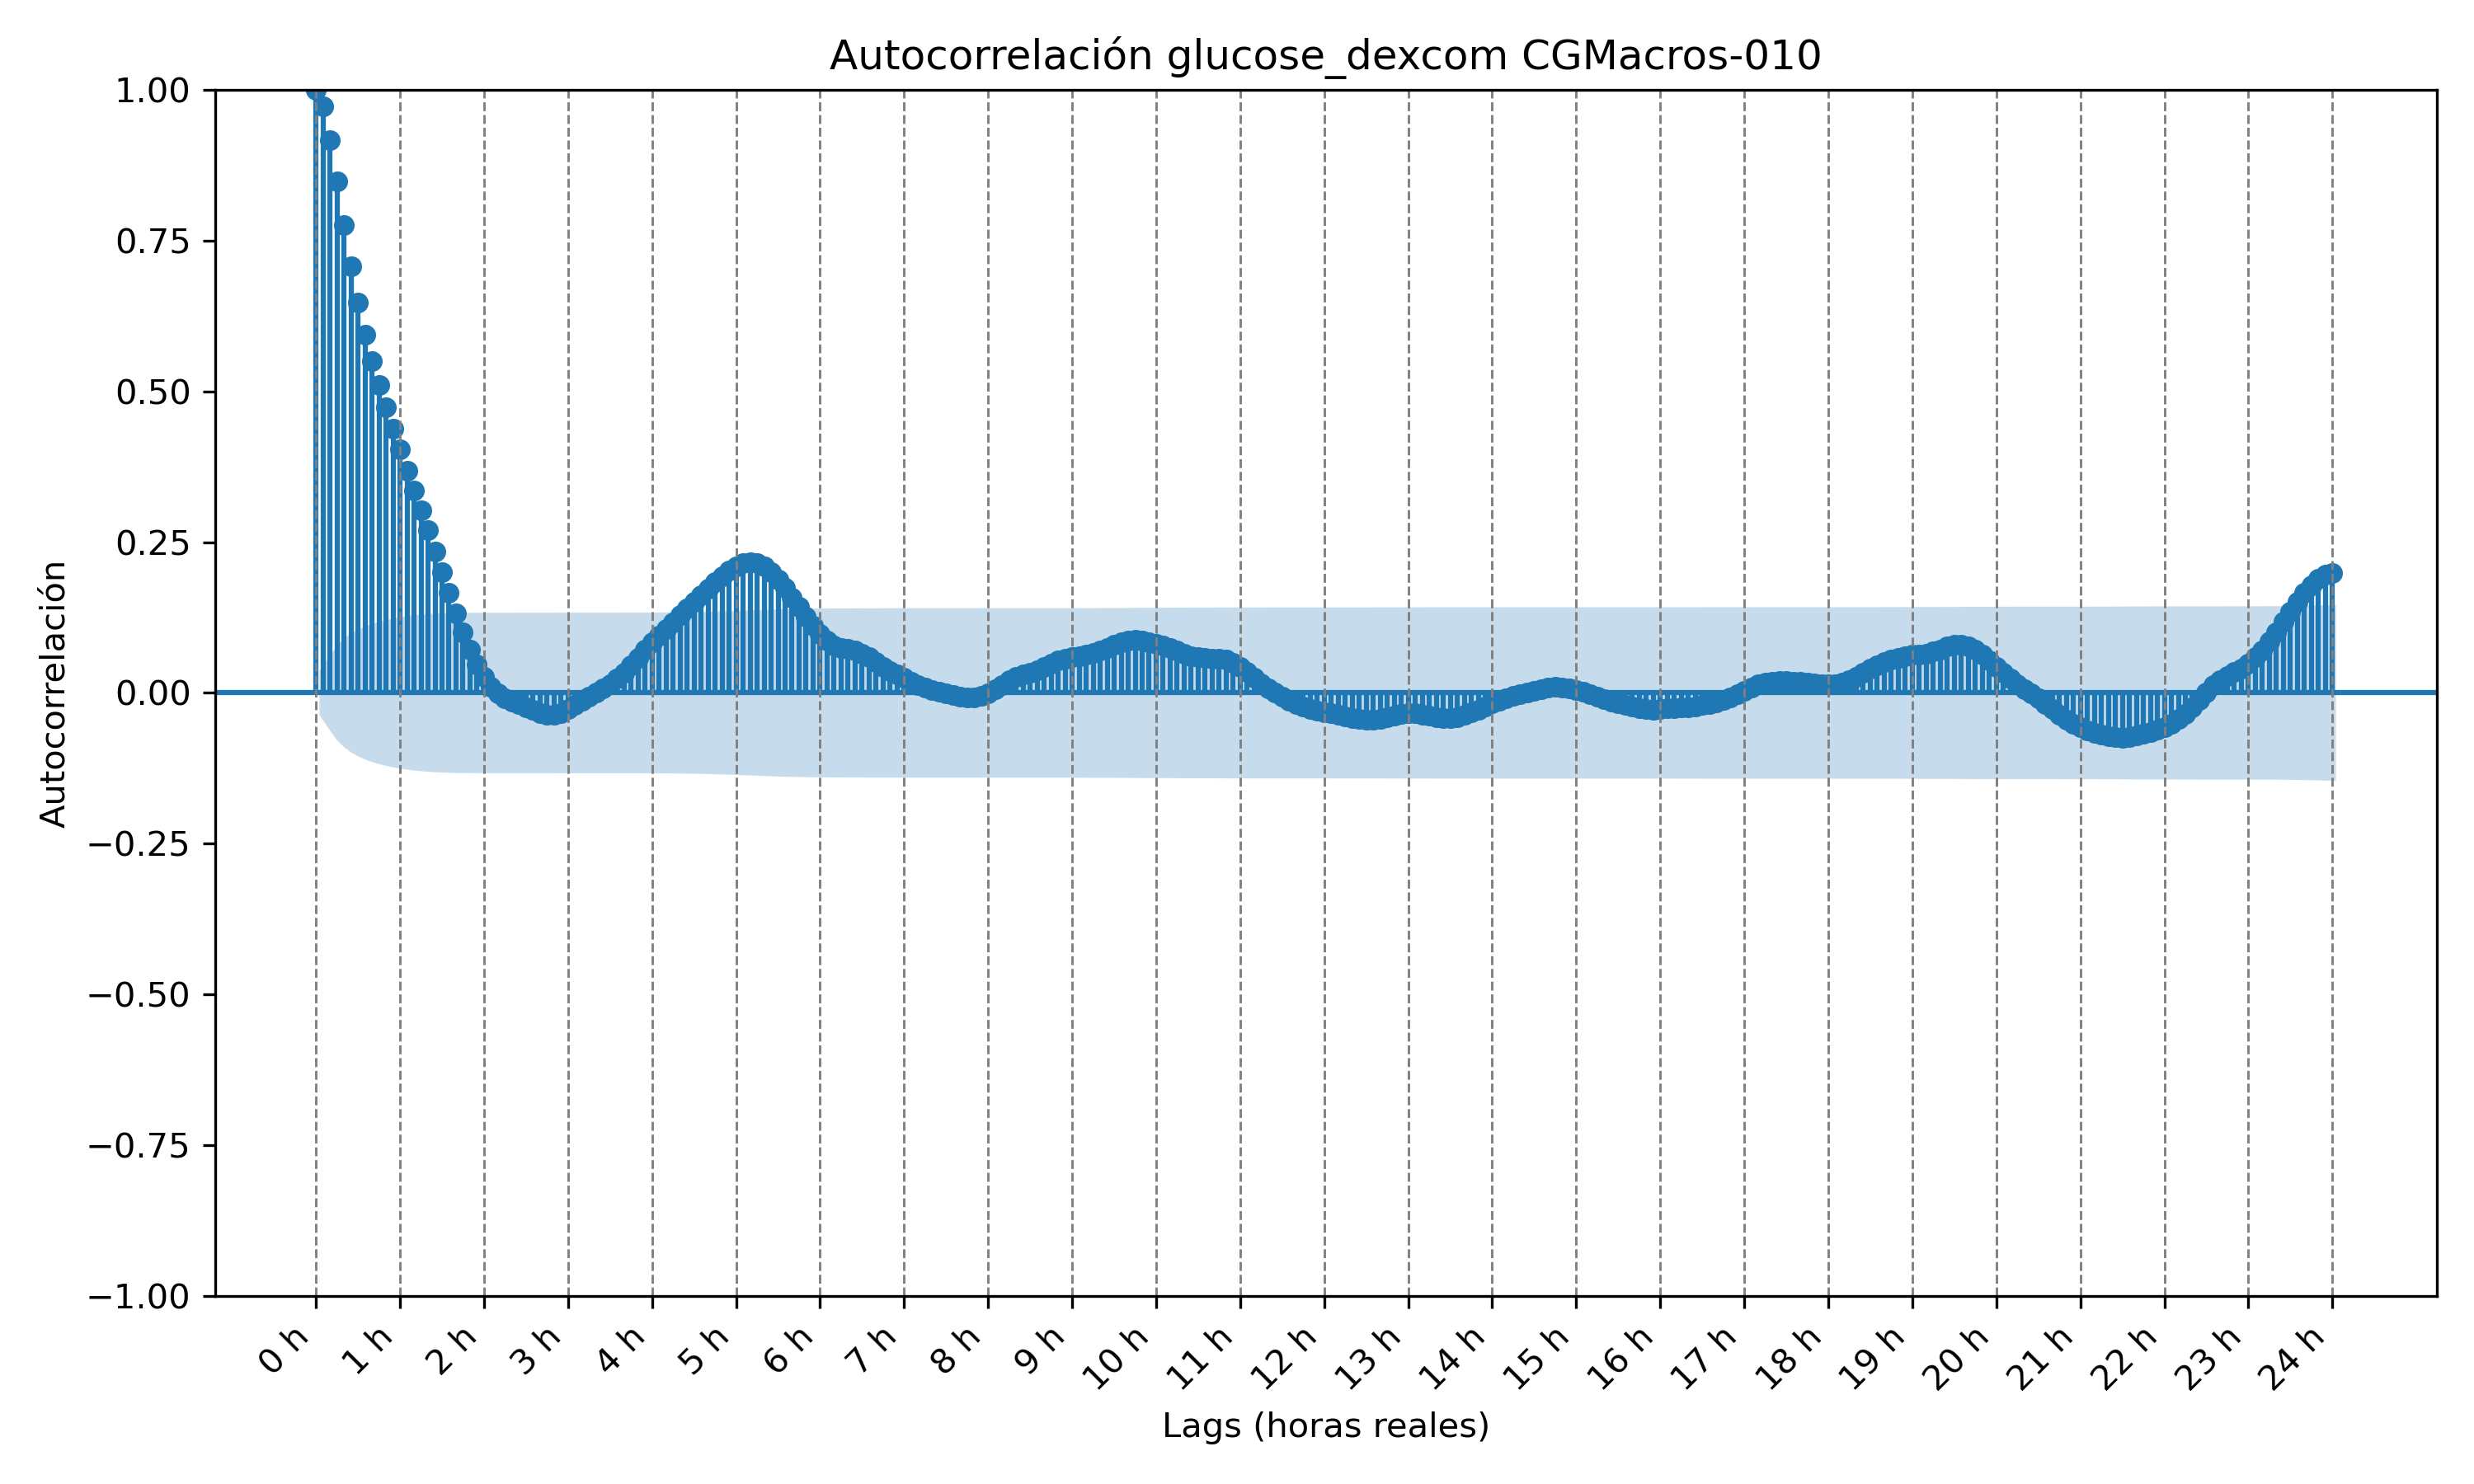 Autocorrelación glucose_dexcom CGMacros-010
Autocorrelación
1.00
0.75
0.50
0.25
0.00
−0.25
−0.50
−0.75
−1.00
0 h
1 h
2 h
3 h
4 h
5 h
6 h
7 h
8 h
9 h
10 h
11 h
12 h
13 h
14 h
15 h
16 h
17 h
18 h
19 h
20 h
21 h
22 h
23 h
24 h
Lags (horas reales)